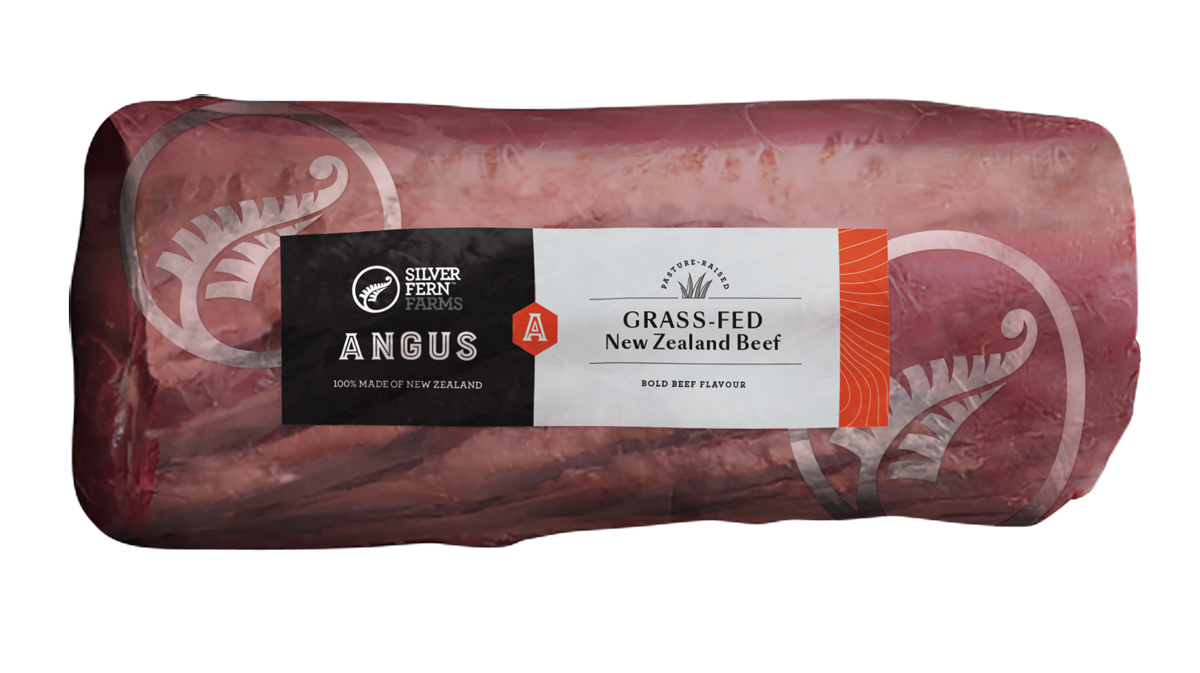 SILVER
FERN™
FARMS
ANGUS
100% MADE OF NEW ZEALAND
A
PASTURE-RAISED
GRASS-FED
New Zealand Beef
BOLD BEEF FLAVOUR